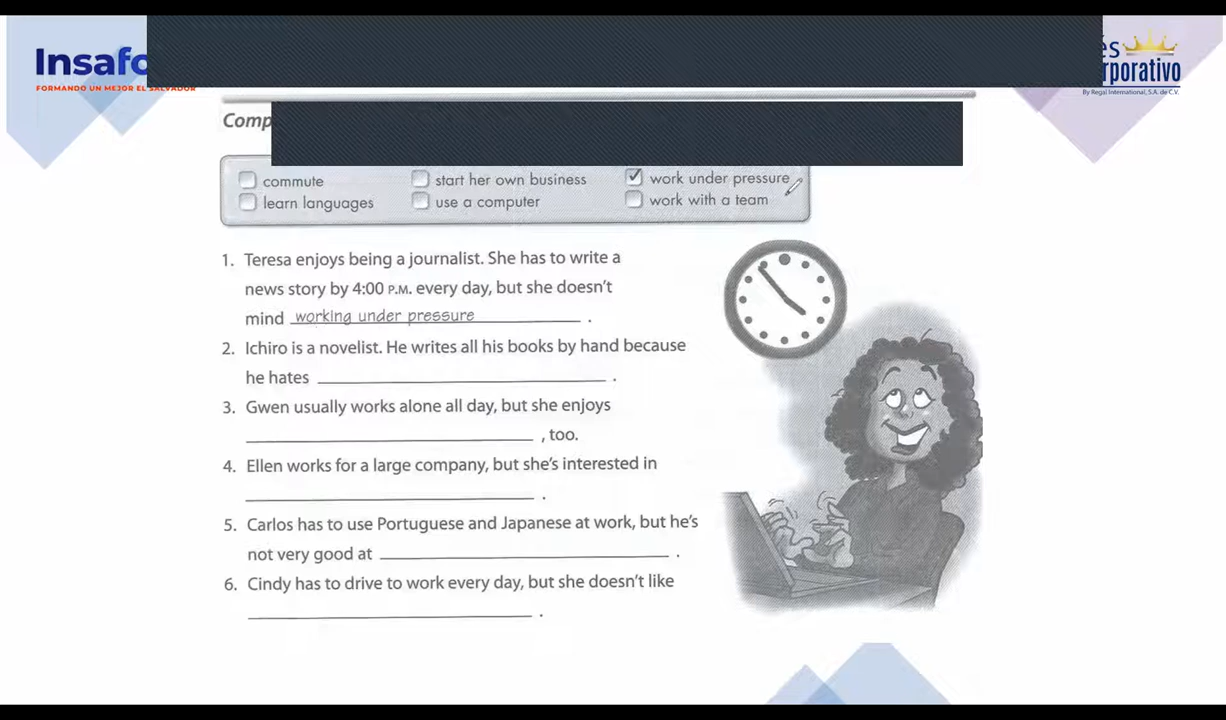 Insafo
FORMANDO UN MEJOR EL SALVADOR
és
rporativo
By Regal International, S.A. de C.V.
Comp
commute
start her own business
✓ work under pressure
learn languages
use a computer
work with a team
1. Teresa enjoys being a journalist. She has to write a
news story by 4:00 P.M. every day, but she doesn't
mind working under pressure .
2. Ichiro is a novelist. He writes all his books by hand because
he hates .
3. Gwen usually works alone all day, but she enjoys
, too.
4. Ellen works for a large company, but she's interested in
.
5. Carlos has to use Portuguese and Japanese at work, but he's
not very good at .
6. Cindy has to drive to work every day, but she doesn't like
.